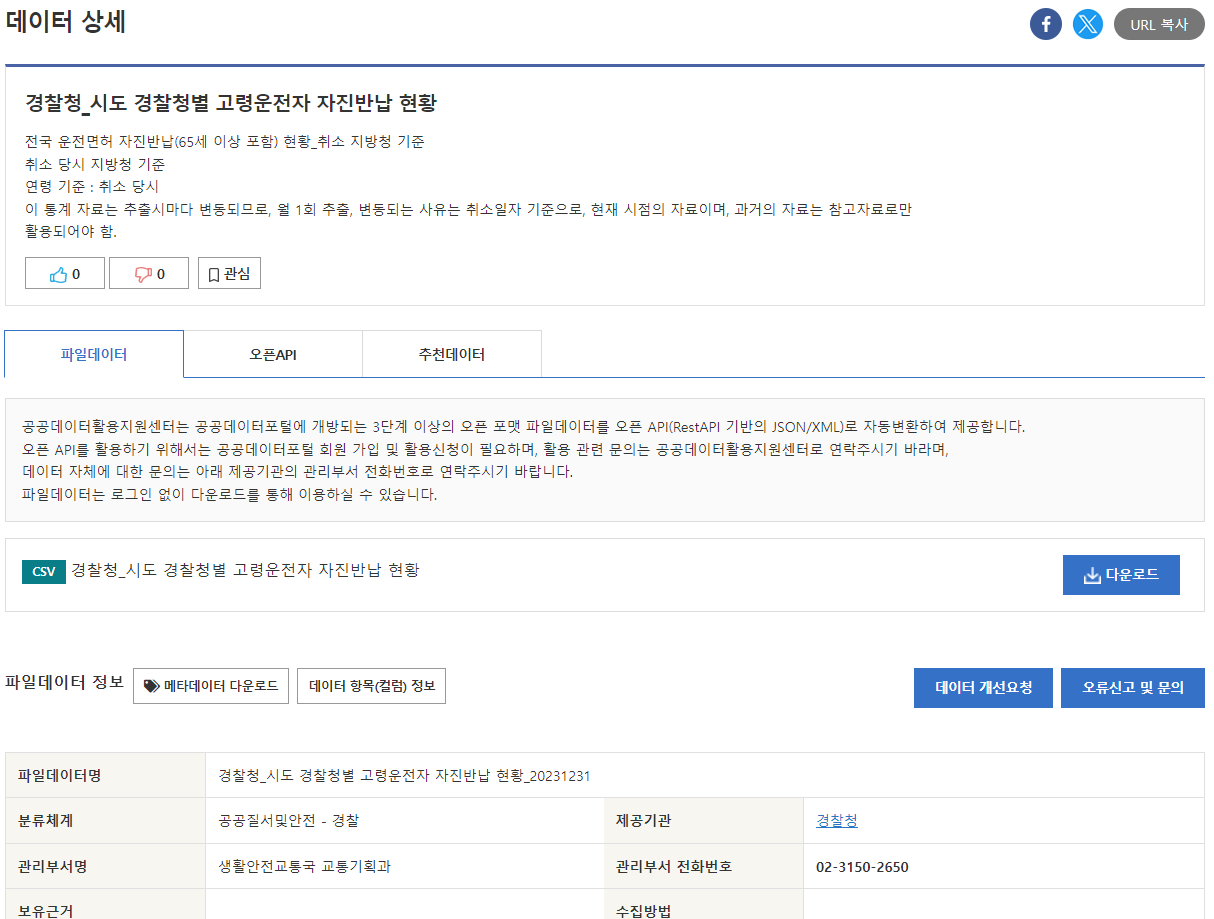 데이터 상세
URL 복사
경찰청_시도 경찰청별 고령운전자 자진반납 현황
전국 운전면허 자진반납(65세 이상 포함) 현황_취소 지방청 기준
취소 당시 지방청 기준
연령 기준 : 취소 당시
이 통계 자료는 추출시마다 변동되므로, 월 1회 추출, 변동되는 사유는 취소일자 기준으로, 현재 시점의 자료이며, 과거의 자료는 참고자료로만
활용되어야 함.
0 0 관심
파일데이터 오픈API 추천데이터
공공데이터활용지원센터는 공공데이터포털에 개방되는 3단계 이상의 오픈 포맷 파일데이터를 오픈 API(RestAPI 기반의 JSON/XML)로 자동변환하여 제공합니다.
오픈 API를 활용하기 위해서는 공공데이터포털 회원 가입 및 활용신청이 필요하며, 활용 관련 문의는 공공데이터활용지원센터로 연락주시기 바라며,
데이터 자체에 대한 문의는 아래 제공기관의 관리부서 전화번호로 연락주시기 바랍니다.
파일데이터는 로그인 없이 다운로드를 통해 이용하실 수 있습니다.
CSV 경찰청_시도 경찰청별 고령운전자 자진반납 현황 다운로드
파일데이터 정보 메타데이터 다운로드 데이터 항목(컬럼) 정보 데이터 개선요청 오류신고 및 문의
파일데이터명 경찰청_시도 경찰청별 고령운전자 자진반납 현황_20231231
분류체계 공공질서및안전 - 경찰 제공기관 경찰청
관리부서명 생활안전교통국 교통기획과 관리부서 전화번호 02-3150-2650
보유근거 수집방법